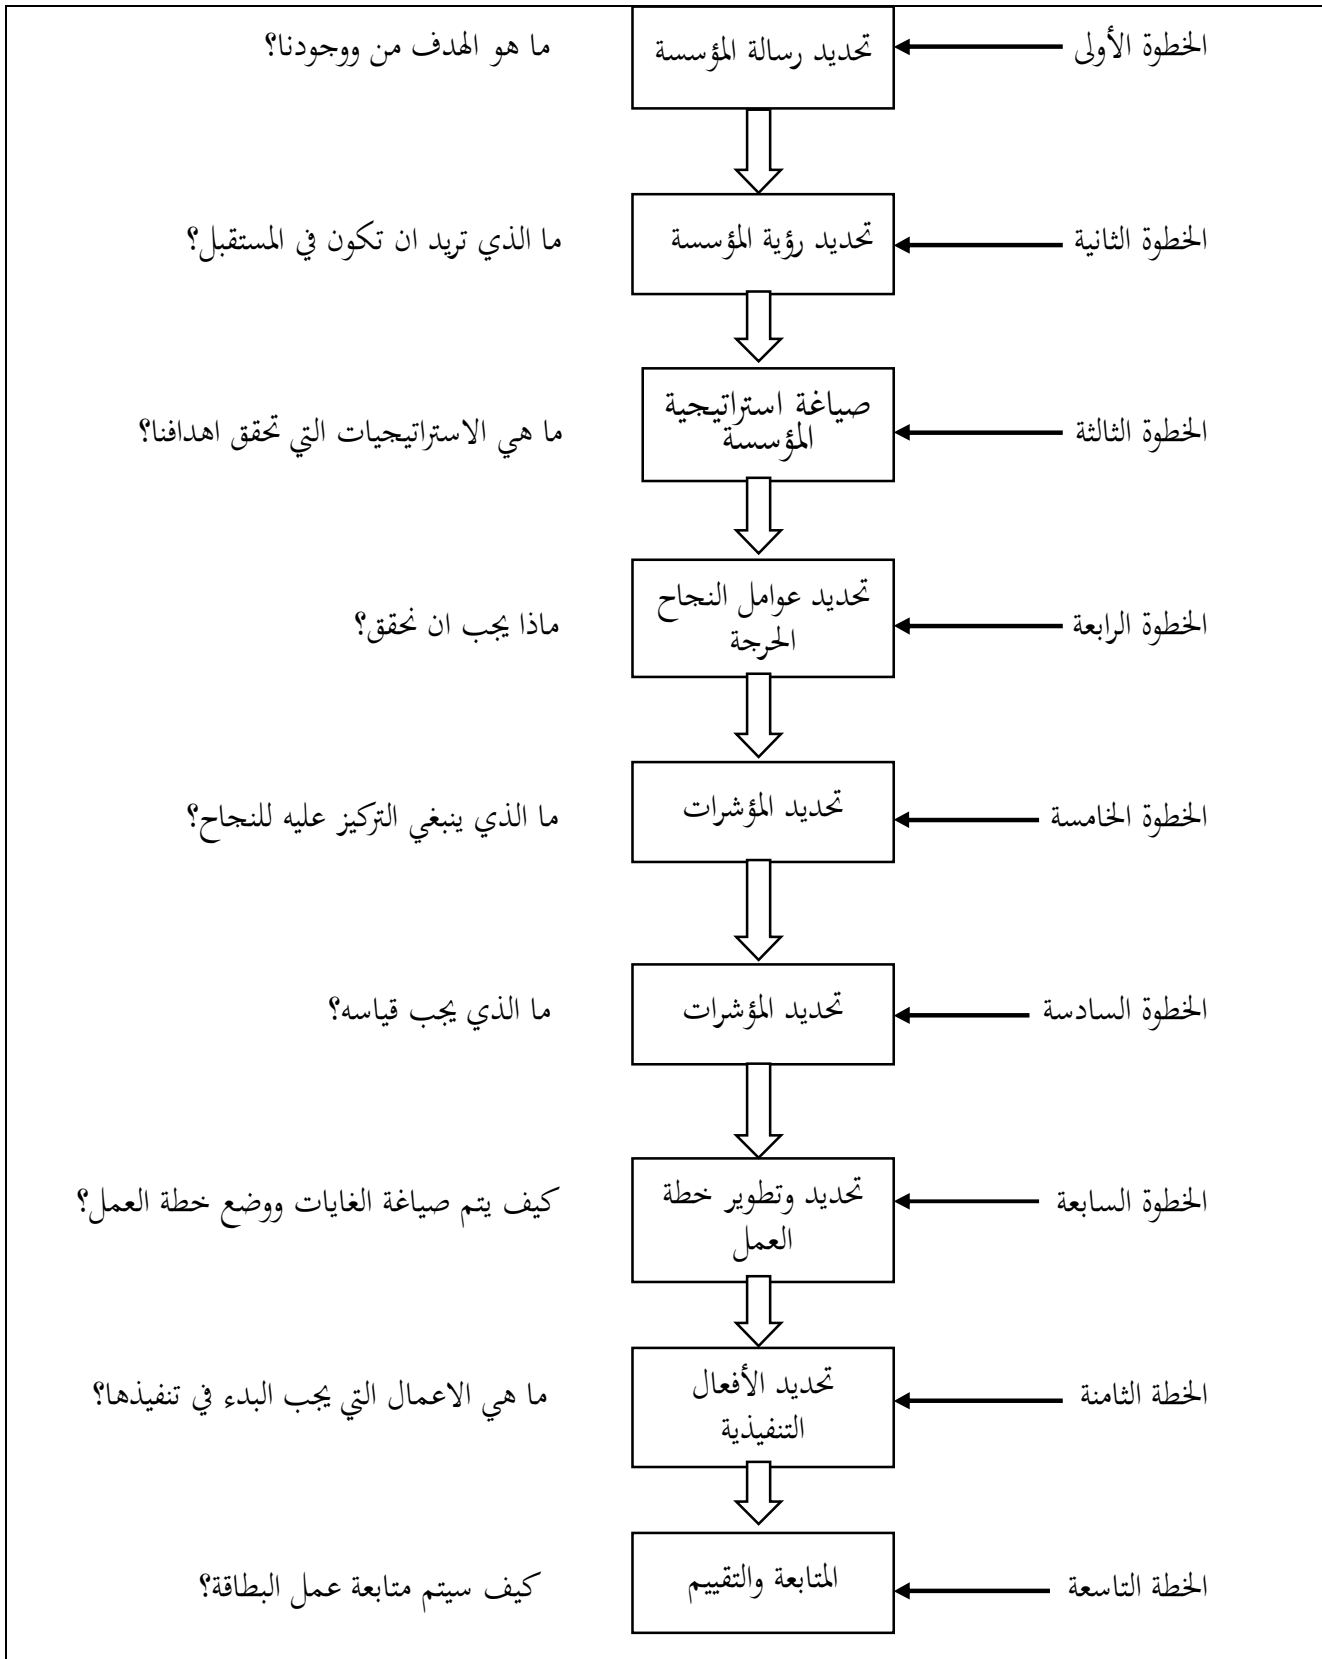 الخطوة الأولى
تحديد رسالة المؤسسة
ما هو الهدف من ووجودنا؟
الخطوة الثانية
تحديد رؤية المؤسسة
ما الذي تريد ان تكون في المستقبل؟
الخطوة الثالثة
صياغة استراتيجية
المؤسسة
ما هي الاستراتيجيات التي تحقق اهدافنا؟
الخطوة الرابعة
تحديد عوامل النجاح
الحرجة
ماذا يجب ان نحقق؟
الخطوة الخامسة
تحديد المؤشرات
ما الذي ينبغي التركيز عليه للنجاح؟
الخطوة السادسة
تحديد المؤشرات
ما الذي يجب قياسه؟
الخطوة السابعة
تحديد وتطوير خطة
العمل
كيف يتم صياغة الغايات ووضع خطة العمل؟
الخطة الثامنة
تحديد الأفعال
التنفيذية
ما هي الاعمال التي يجب البدء في تنفيذها؟
الخطة التاسعة
المتابعة والتقييم
كيف سيتم متابعة عمل البطاقة؟